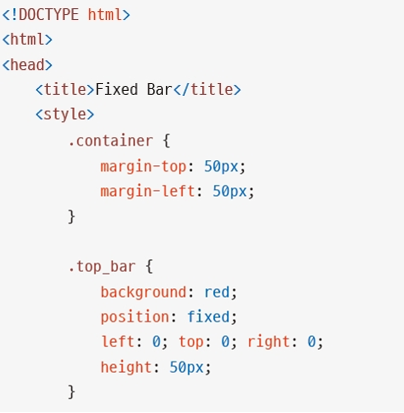 <!DOCTYPE html>
<html>
<head>
<title>Fixed Bar</title>
<style>
.container {
margin-top: 50px;
margin-left: 50px;
}
.top_bar {
background: red;
position: fixed;
left: 0; top: 0; right: 0;
height: 50px;
}